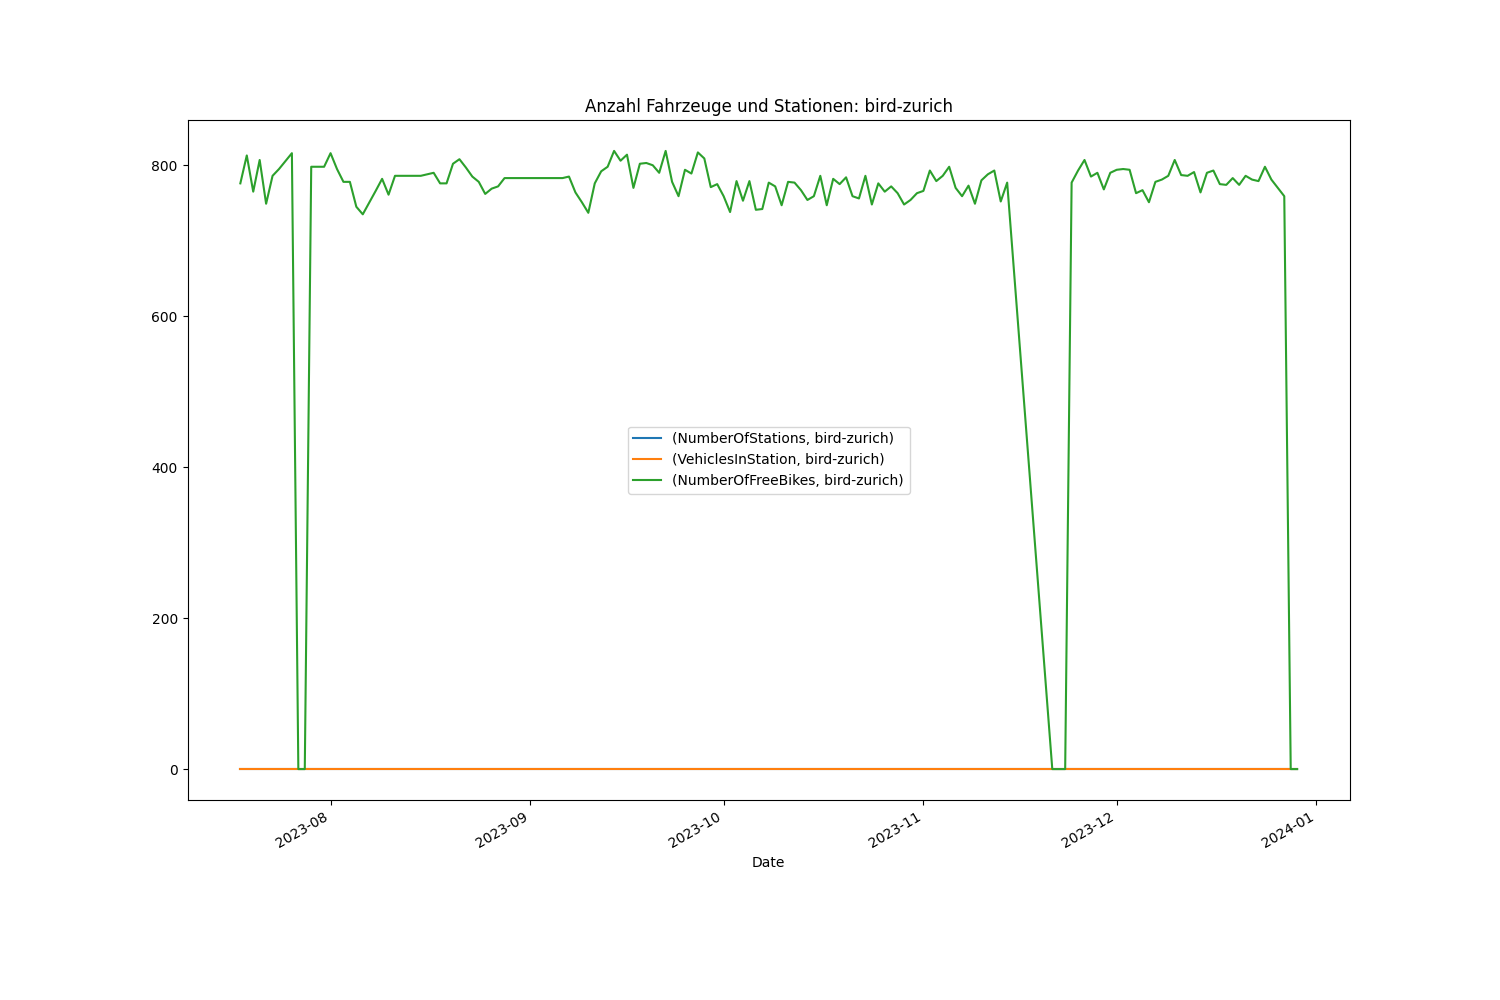 Anzahl Fahrzeuge und Stationen: bird-zurich
800
600
400
200
0
(NumberOfStations, bird-zurich)
(VehiclesInStation, bird-zurich)
(NumberOfFreeBikes, bird-zurich)
2023-08
2023-09
2023-10
2023-11
2023-12
2024-01
Date